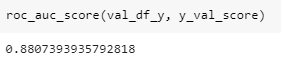 roc_auc_score(val_df_y, y_val_score)
0.8807393935792818